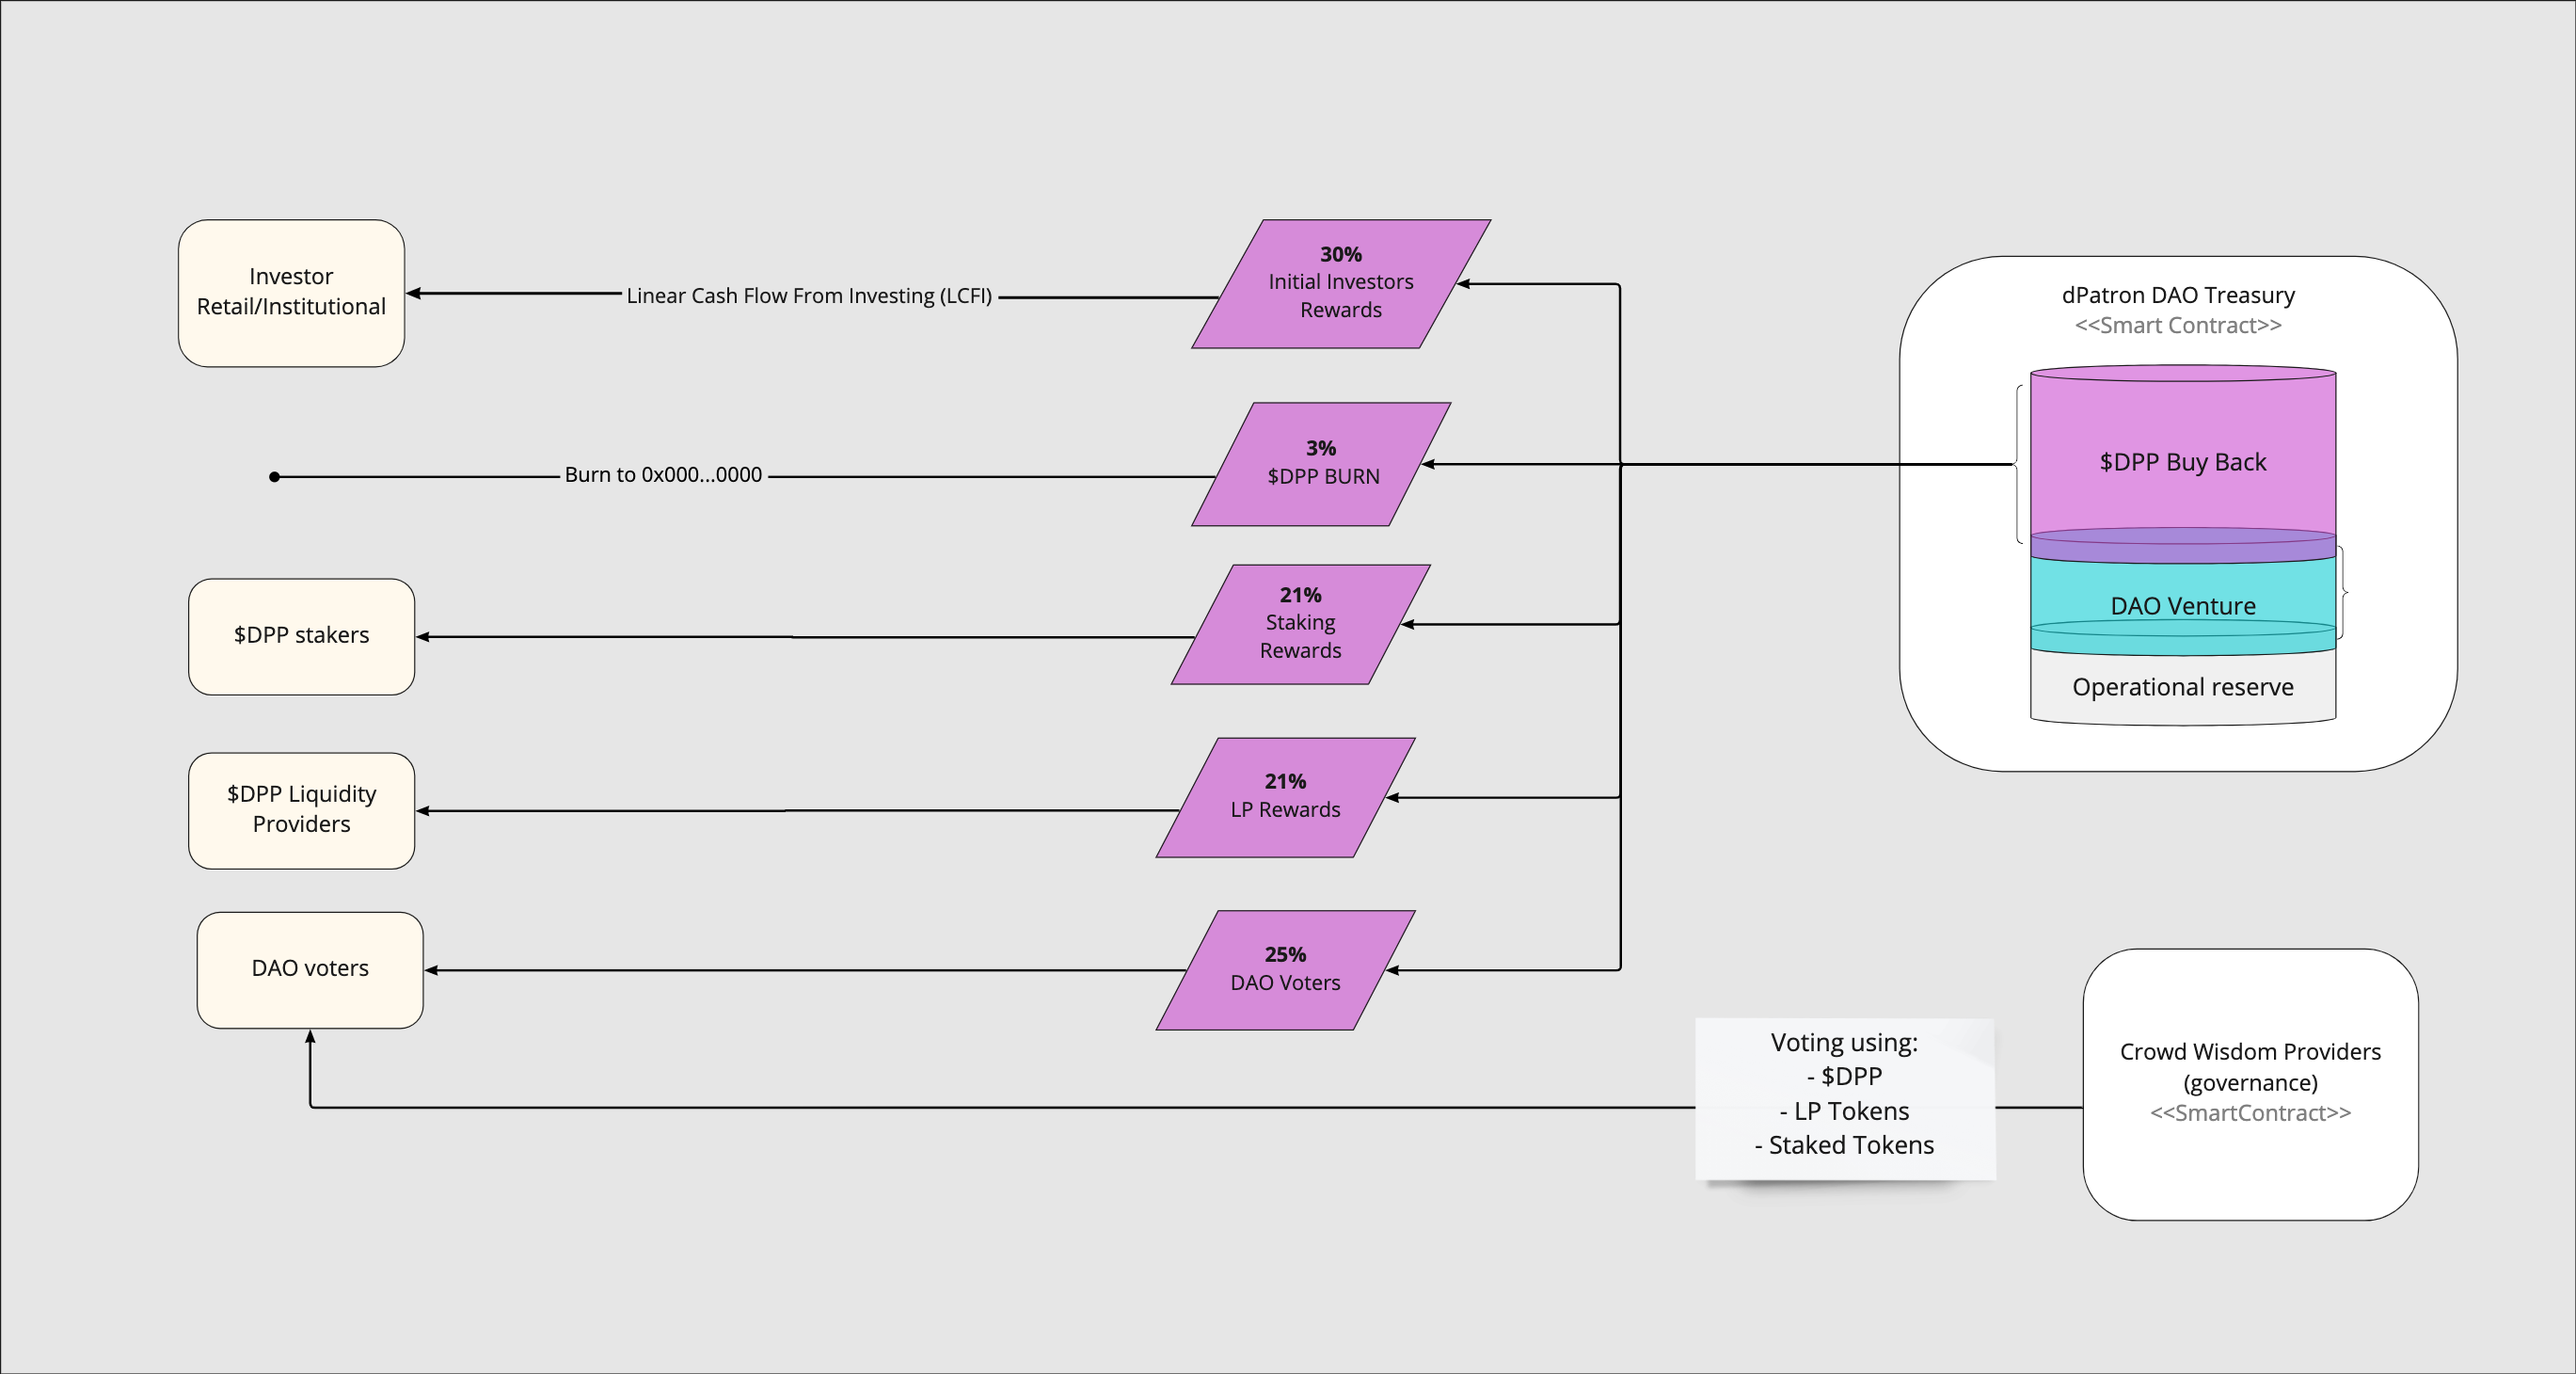 Investor
Retail/Institutional
Linear Cash Flow From Investing (LCFI)
30%
Initial Investors
Rewards
dPatron DAO Treasury
<<Smart Contract>>
$DPP Buy Back
DAO Venture
Operational reserve
Burn to 0x000...0000
3%
$DPP BURN
$DPP stakers
21%
Staking
Rewards
$DPP Liquidity
Providers
21%
LP Rewards
DAO voters
25%
DAO Voters
Voting using:
- $DPP
- LP Tokens
- Staked Tokens
Crowd Wisdom Providers
(governance)
<<SmartContract>>